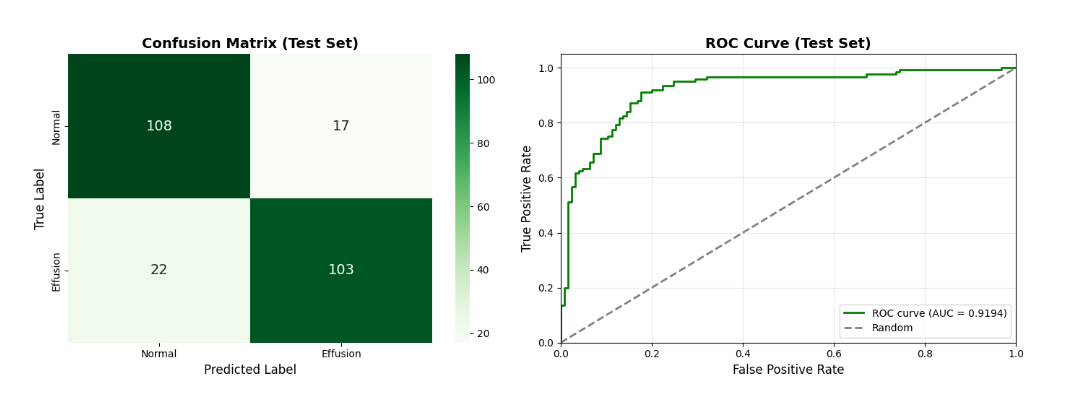 Confusion Matrix (Test Set)
True Label
Normal
Effusion
108
17
22
103
Normal
Effusion
Predicted Label
100
80
60
40
20
ROC Curve (Test Set)
True Positive Rate
1.0
0.8
0.6
0.4
0.2
0.0
0.0
0.2
0.4
0.6
0.8
1.0
False Positive Rate
ROC curve (AUC = 0.9194)
Random